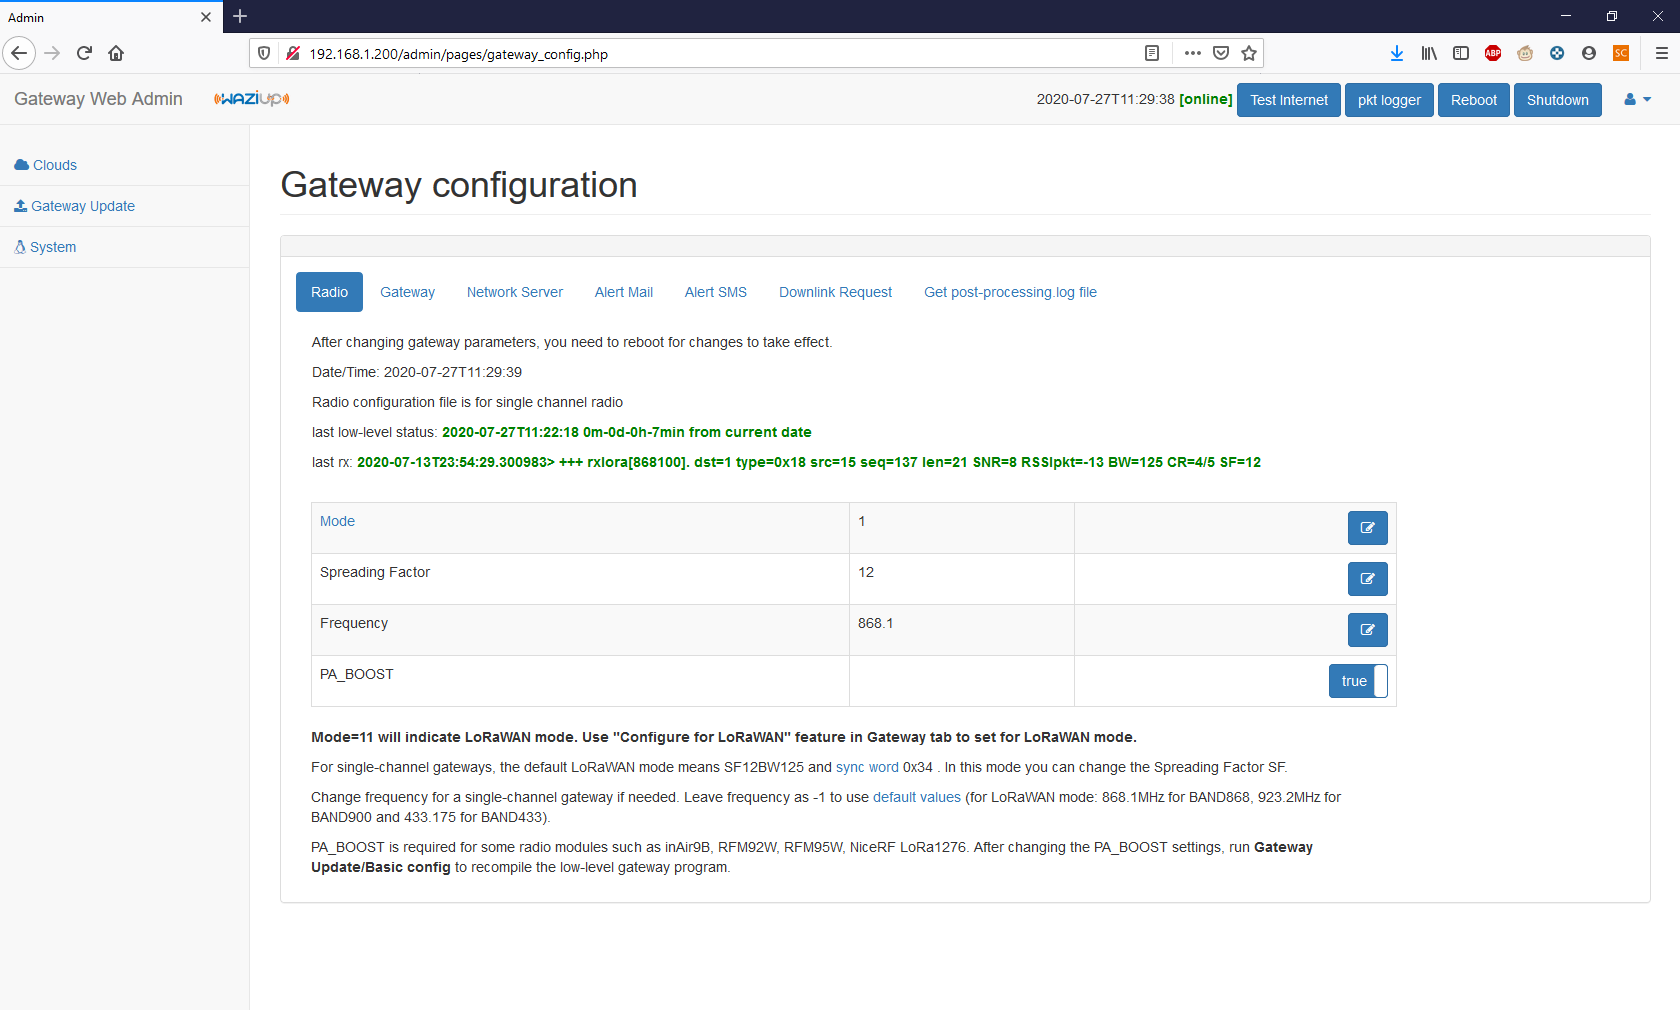 Admin
192.168.1.200/admin/pages/gateway_config.php
ABP
SC
Gateway Web Admin
WAZIUP
2020-07-27T11:29:38 [online]
Test Internet
pkt logger
Reboot
Shutdown
Clouds
Gateway Update
System
Gateway configuration
Radio
Gateway
Network Server
Alert Mail
Alert SMS
Downlink Request
Get post-processing.log file
After changing gateway parameters, you need to reboot for changes to take effect.
Date/Time: 2020-07-27T11:29:39
Radio configuration file is for single channel radio
last low-level status: 2020-07-27T11:22:18 0m-0d-0h-7min from current date
last rx: 2020-07-13T23:54:29.300983> +++ rxlora[868100]. dst=1 type=0x18 src=15 seq=137 len=21 SNR=8 RSSIpkt=-13 BW=125 CR=4/5 SF=12
Mode 1
Spreading Factor 12
Frequency 868.1
PA_BOOST true
Mode=11 will indicate LoRaWAN mode. Use "Configure for LoRaWAN" feature in Gateway tab to set for LoRaWAN mode.
For single-channel gateways, the default LoRaWAN mode means SF12BW125 and sync word 0x34 . In this mode you can change the Spreading Factor SF.
Change frequency for a single-channel gateway if needed. Leave frequency as -1 to use default values (for LoRaWAN mode: 868.1MHz for BAND868, 923.2MHz for
BAND900 and 433.175 for BAND433).
PA_BOOST is required for some radio modules such as inAir9B, RFM92W, RFM95W, NiceRF LoRa1276. After changing the PA_BOOST settings, run Gateway
Update/Basic config to recompile the low-level gateway program.